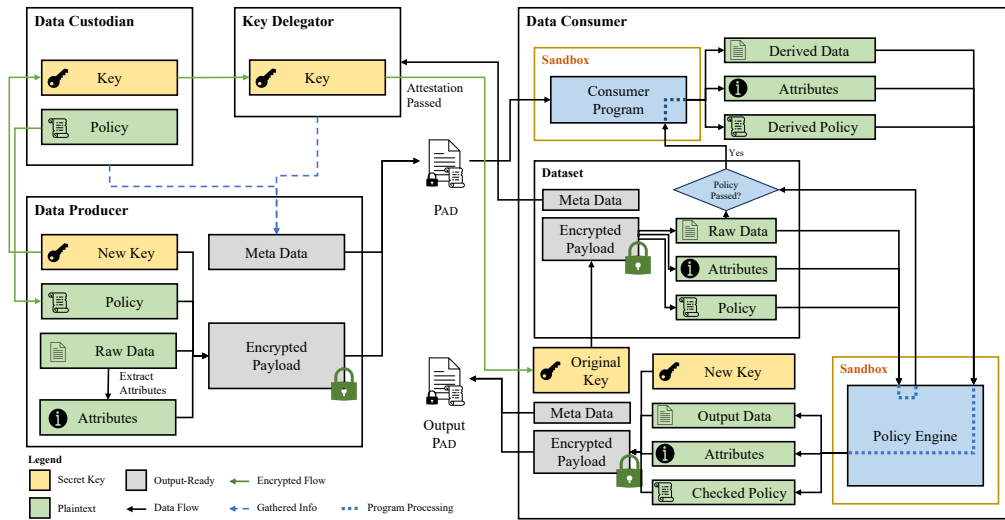 Data Custodian
Key
Policy
Key Delegator
Key
Attestation
Passed
Data Producer
New Key
Policy
Raw Data
Extract
Attributes
Attributes
Meta Data
Encrypted
Payload
PAD
Output
PAD
Data Consumer
Sandbox
Consumer
Program
Derived Data
Attributes
Derived Policy
Yes
Policy
Passed?
Dataset
Meta Data
Encrypted
Payload
Raw Data
Attributes
Policy
Original
Key
New Key
Meta Data
Encrypted
Payload
Output Data
Attributes
Checked Policy
Sandbox
Policy Engine
Legend
Secret Key
Output-Ready
Encrypted Flow
Plaintext
Data Flow
Gathered Info
Program Processing